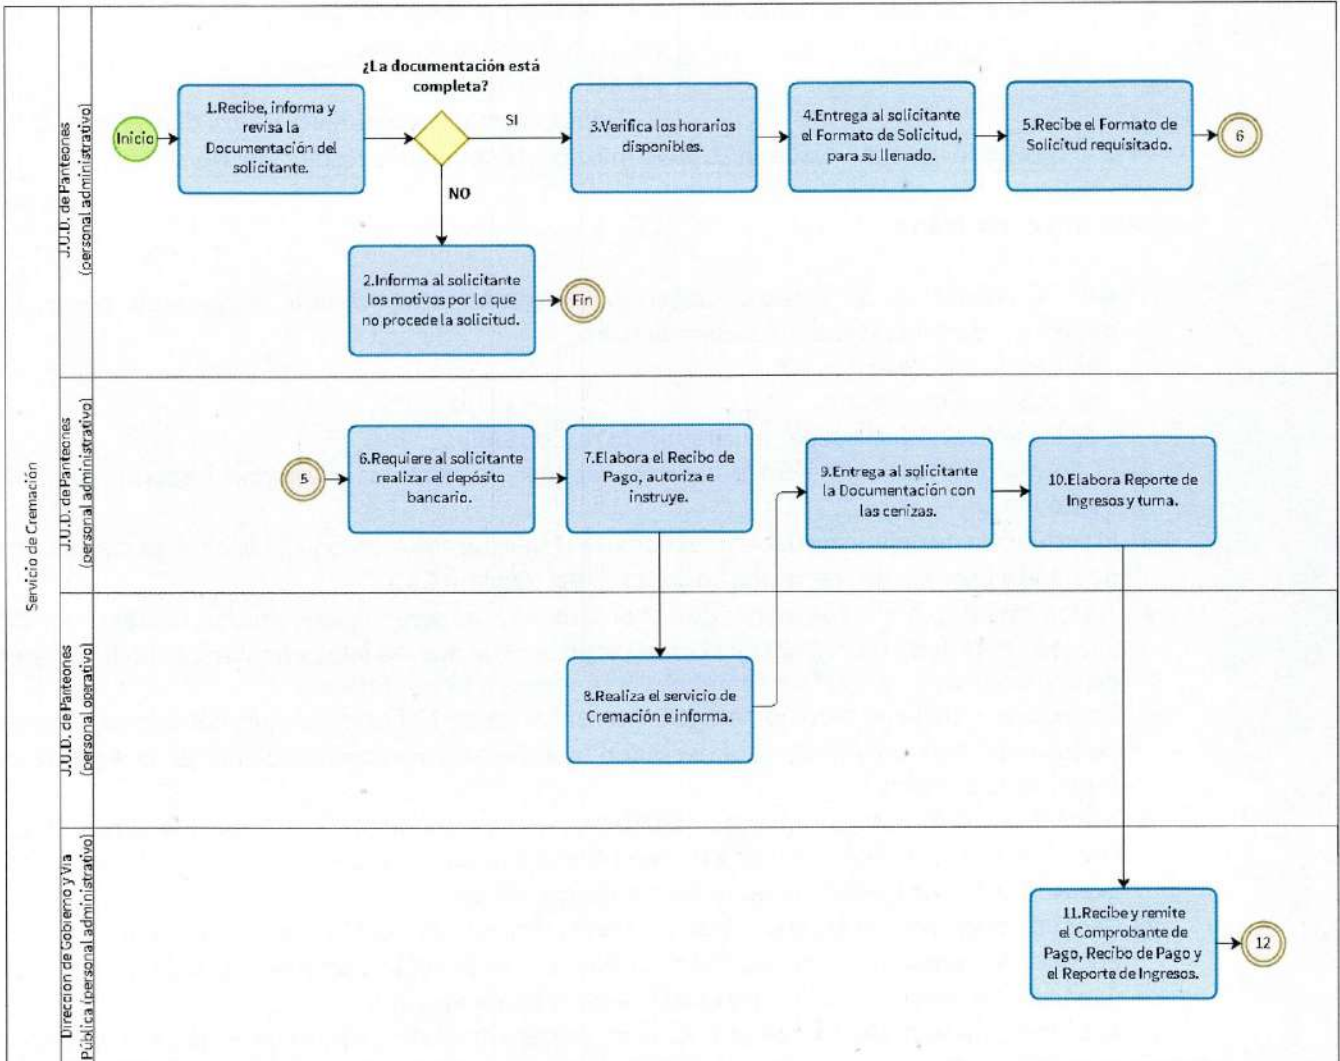 Servicio de Cremación
J.U.D. de Panteones
(personal administrativo)
¿La documentación está
completa?
Inicio
1.Recibe, informa y
revisa la
Documentación del
solicitante.
SI
NO
3.Verifica los horarios
disponibles.
4.Entrega al solicitante
el Formato de Solicitud,
para su llenado.
5.Recibe el Formato de
Solicitud requisitado.
6
2.Informa al solicitante
los motivos por lo que
no procede la solicitud.
Fin
J.U.D. de Panteones
(personal administrativo)
5
6.Requiere al solicitante
realizar el depósito
bancario.
7.Elabora el Recibo de
Pago, autoriza e
instruye.
9.Entrega al solicitante
la Documentación con
las cenizas.
10.Elabora Reporte de
Ingresos y turna.
J.U.D. de Panteones
(personal operativo)
8.Realiza el servicio de
Cremación e informa.
Direccion de Gobierno y Vía
Pública (personal administrativo)
11.Recibe y remite
el Comprobante de
Pago, Recibo de Pago y
el Reporte de Ingresos.
12